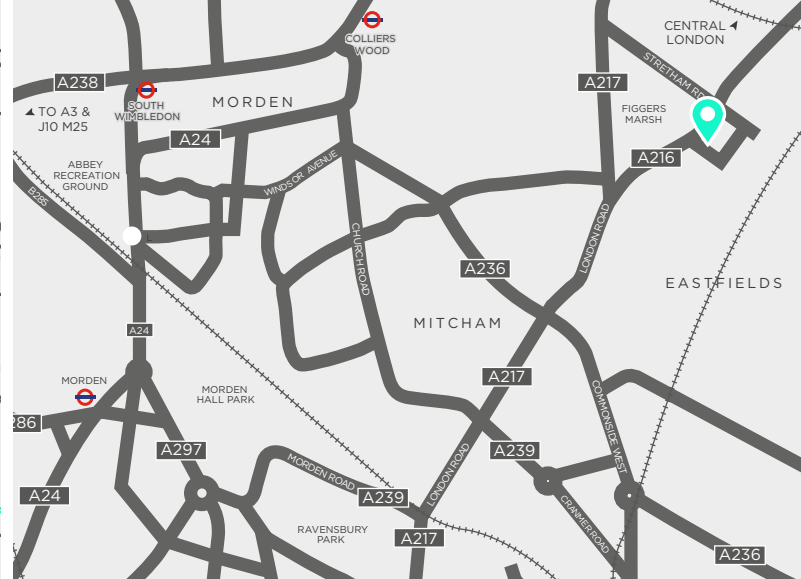 CENTRAL
LONDON
COLLIERS
WOOD
A238
A217
STRETHAM RD
SOUTH
WIMBLEDON
MORDEN
TO A3 &
J10 M25
FIGGERS
MARSH
A24
A216
ABBEY
RECREATION
GROUND
WINDSOR AVENUE
B285
LONDON ROAD
CHURCH ROAD
A236
EASTFIELDS
A24
MITCHAM
MORDEN
A217
MORDEN
HALL PARK
COMMONSIDE WEST
286
A297
A239
MORDEN ROAD
LONDON ROAD
A24
A239
CRANMER ROAD
RAVENSBURY
PARK
A217
A236